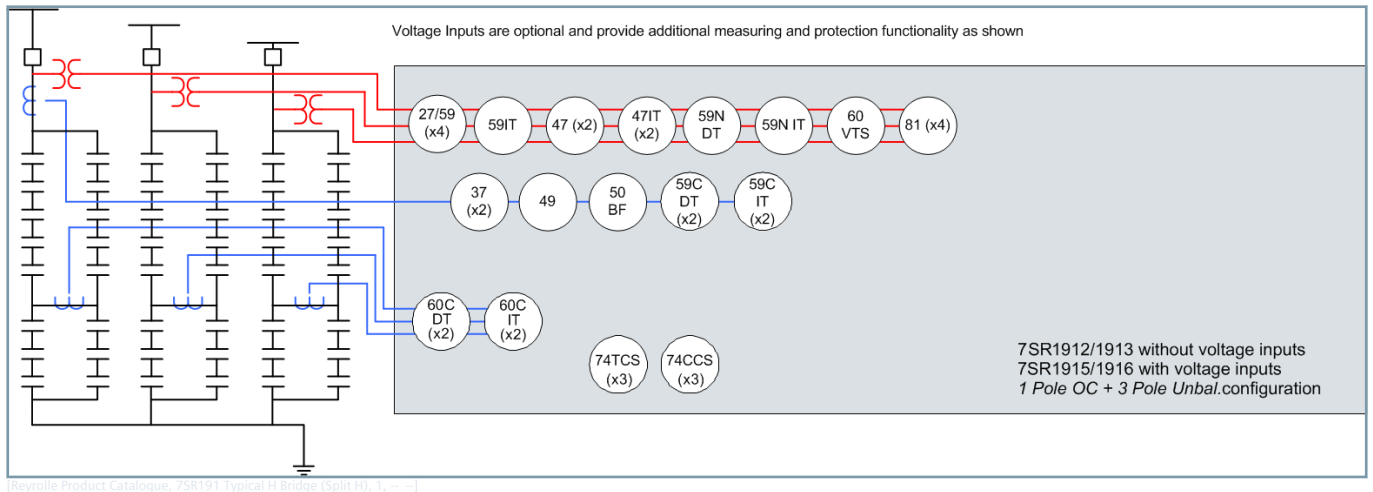 Voltage Inputs are optional and provide additional measuring and protection functionality as shown
27/59
(x4)
59IT
47 (x2)
47IT
(x2)
59N
DT
59N IT
60
VTS
81 (x4)
37
(x2)
49
50
BF
59C
DT
(x2)
59C
IT
(x2)
60C
DT
(x2)
60C
IT
(x2)
74TCS
(x3)
74CCS
(x3)
7SR1912/1913 without voltage inputs
7SR1915/1916 with voltage inputs
1 Pole OC + 3 Pole Unbal.configuration
[Reyrolle Product Catalogue, 7SR191 Typical H Bridge (Split H), 1, -- --]